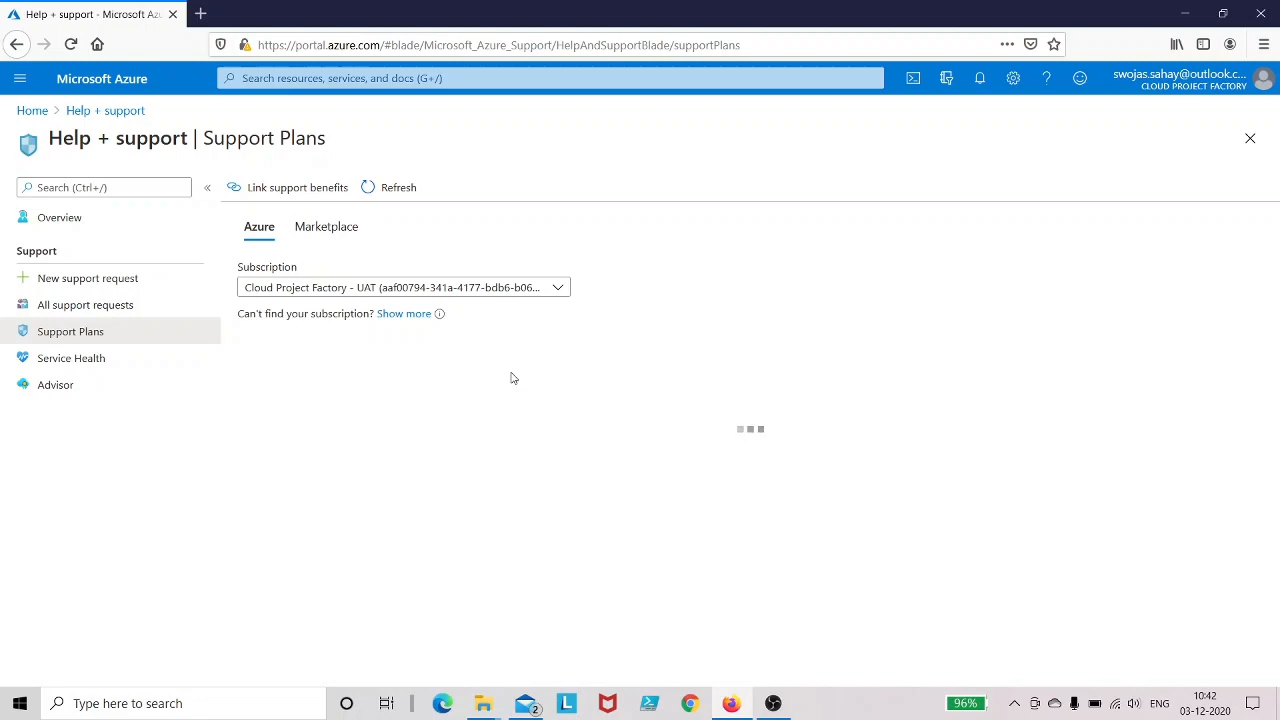 Help + support - Microsoft Azu
https://portal.azure.com/#blade/Microsoft_Azure_Support/HelpAndSupportBlade/supportPlans
Microsoft Azure
Search resources, services, and docs (G+/)
swojas.sahay@outlook.c...
CLOUD PROJECT FACTORY
Home > Help + support
Help + support | Support Plans
Search (Ctrl+/)
«
Link support benefits
Refresh
Overview
Azure
Marketplace
Support
Subscription
New support request
Cloud Project Factory - UAT (aaf00794-341a-4177-bdb6-b06...
All support requests
Can't find your subscription? Show more
Support Plans
Service Health
Advisor
Type here to search
2
96%
ENG
10:42
03-12-2020